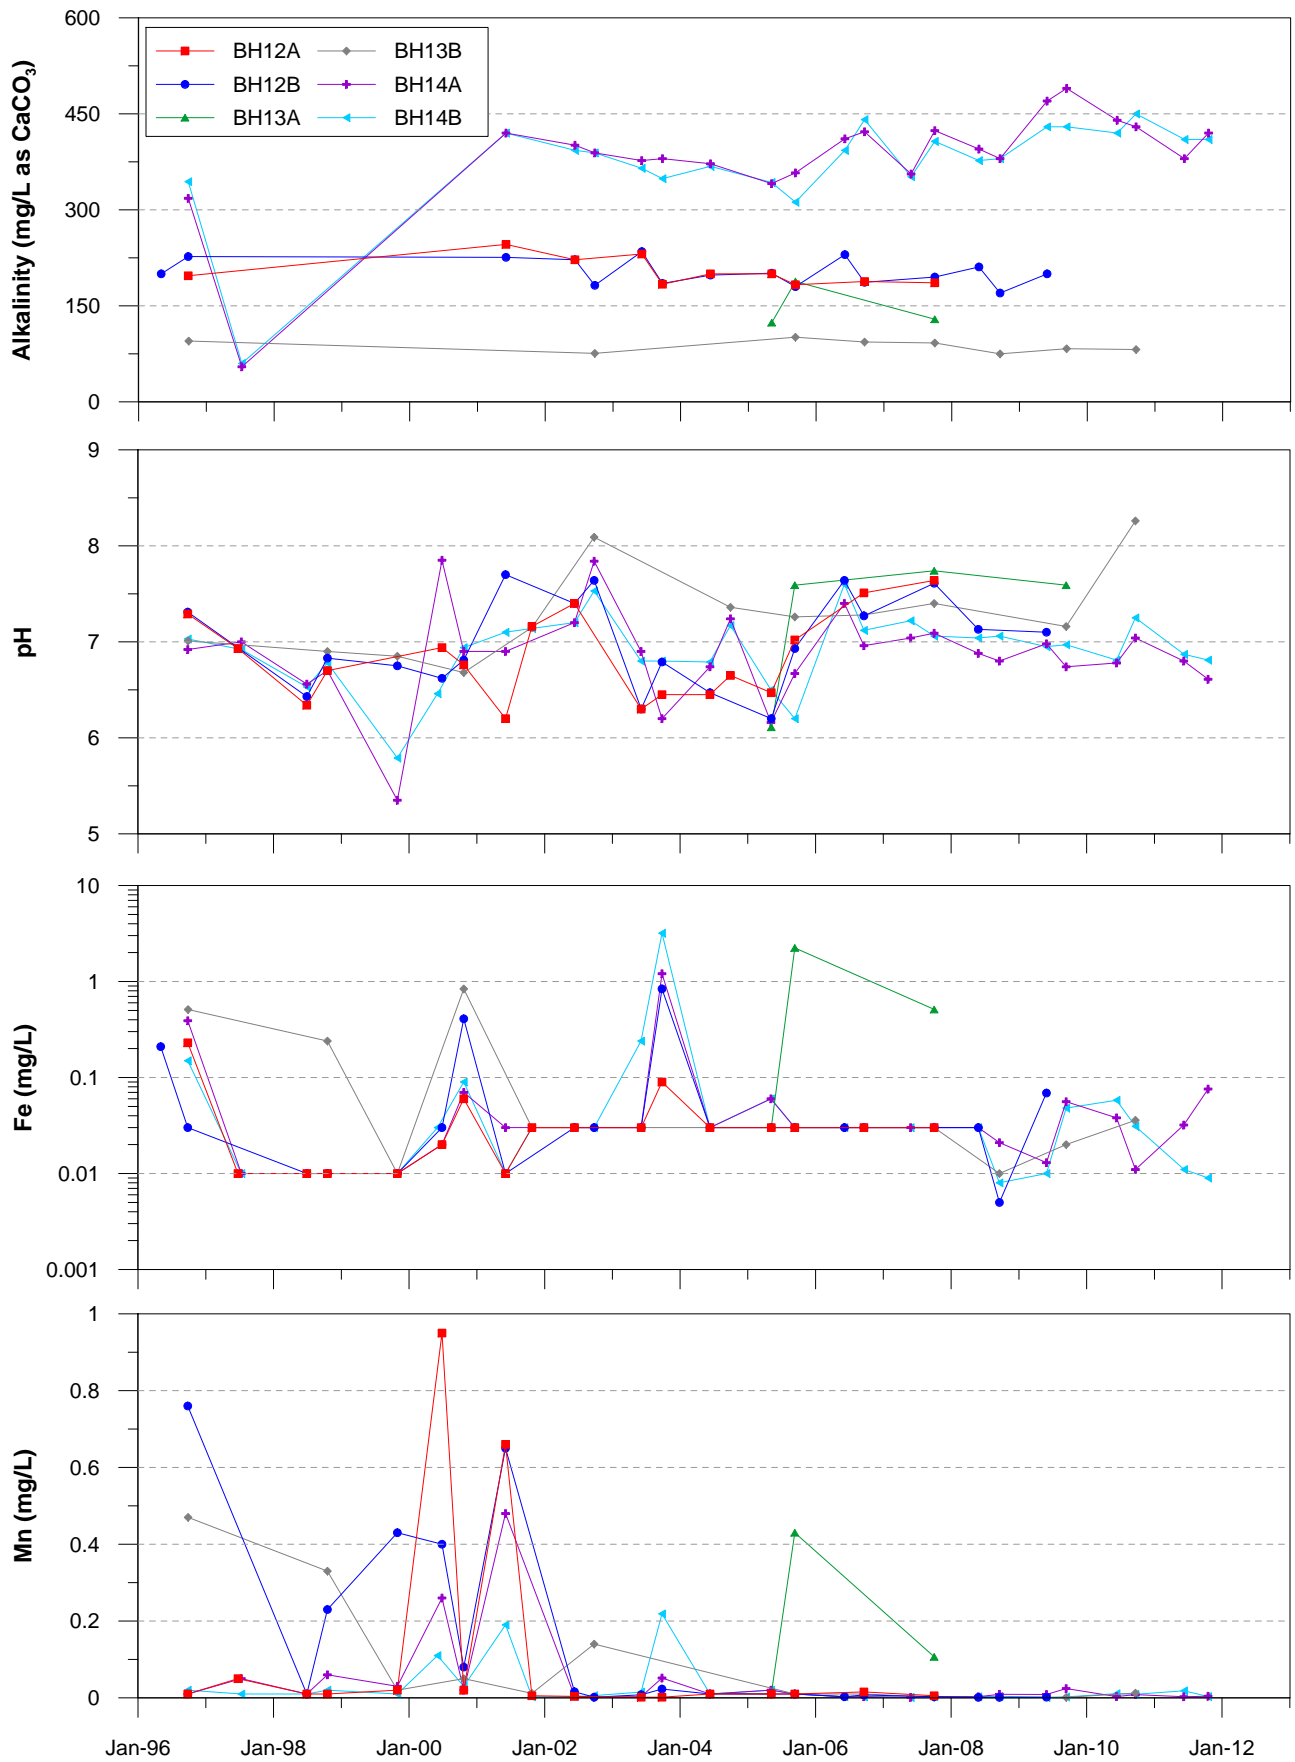 600
BH12A BH13B
BH12B BH14A
BH13A BH14B
450
300
150
0
Alkalinity (mg/L as CaCO₃)
9
8
7
6
5
pH
10
1
0.1
0.01
0.001
Fe (mg/L)
1
0.8
0.6
0.4
0.2
0
Mn (mg/L)
Jan-96 Jan-98 Jan-00 Jan-02 Jan-04 Jan-06 Jan-08 Jan-10 Jan-12